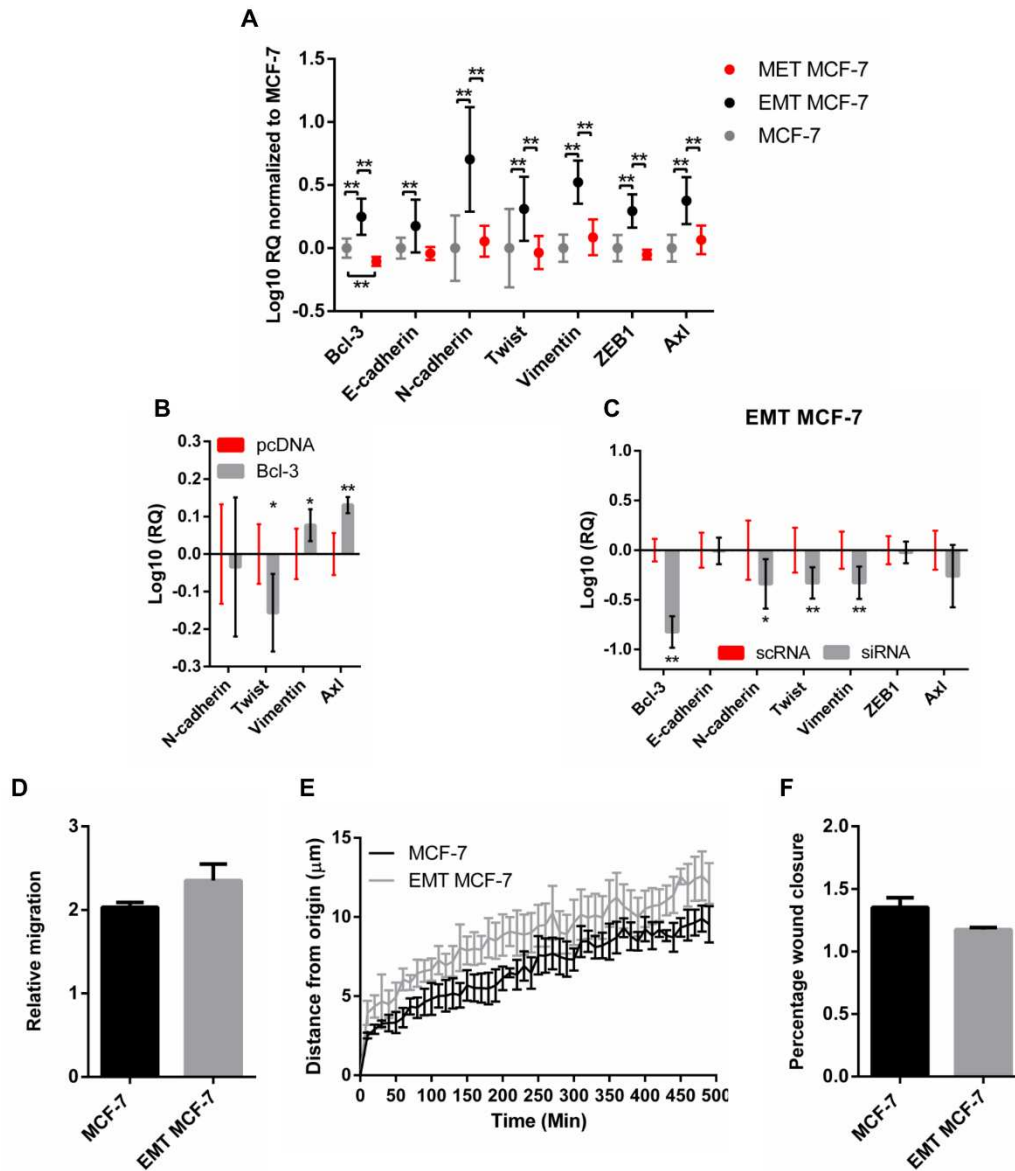 A
Log10 RQ normalized to MCF-7
1.5
1.0
0.5
0.0
-0.5
** ** ** ** ** ** ** ** ** ** ** ** **
**
MET MCF-7
EMT MCF-7
MCF-7
Bcl-3
E-cadherin
N-cadherin
Twist
Vimentin
ZEB1
Axl
B
pcDNA
Bcl-3
Log10 (RQ)
0.3
0.2
0.1
0.0
-0.1
-0.2
-0.3
* * **
N-cadherin
Twist
Vimentin
Axl
C
EMT MCF-7
Log10 (RQ)
1.0
0.5
0.0
-0.5
-1.0
** * ** **
scRNA
siRNA
Bcl-3
E-cadherin
N-cadherin
Twist
Vimentin
ZEB1
Axl
D
Relative migration
3
2
1
0
MCF-7
EMT MCF-7
E
Distance from origin (µm)
15
10
5
0
MCF-7
EMT MCF-7
0 50 100 150 200 250 300 350 400 450 500
Time (Min)
F
Percentage wound closure
2.0
1.5
1.0
0.5
0.0
MCF-7
EMT MCF-7